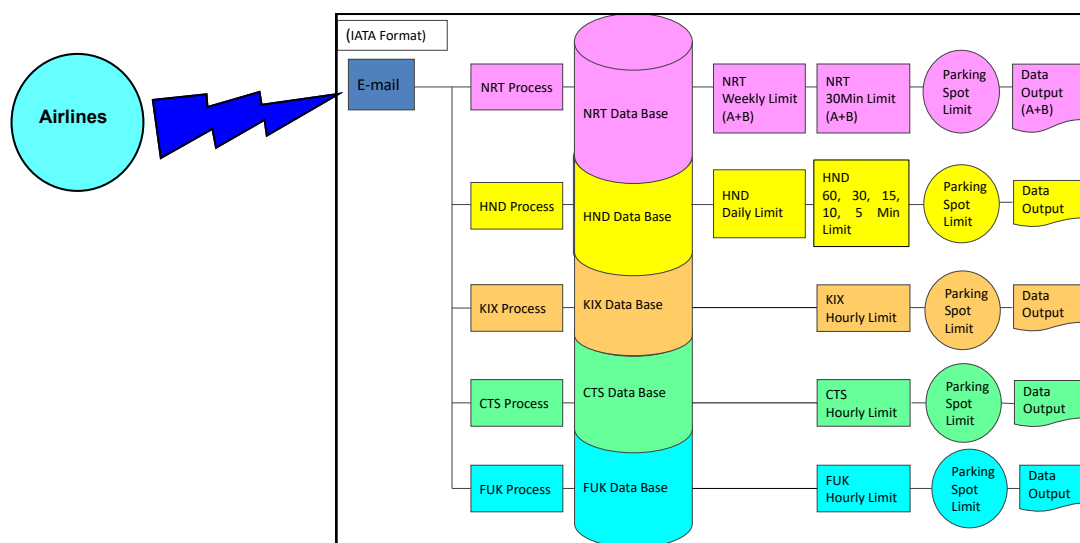 (IATA Format)
E-mail
Airlines
NRT Process
NRT Data Base
NRT
Weekly Limit
(A+B)
NRT
30Min Limit
(A+B)
Parking
Spot
Limit
Data
Output
(A+B)
HND Process
HND Data Base
HND
Daily Limit
HND
60, 30, 15,
10, 5 Min
Limit
Parking
Spot
Limit
Data
Output
KIX Process
KIX Data Base
KIX
Hourly Limit
Parking
Spot
Limit
Data
Output
CTS Process
CTS Data Base
CTS
Hourly Limit
Parking
Spot
Limit
Data
Output
FUK Process
FUK Data Base
FUK
Hourly Limit
Parking
Spot
Limit
Data
Output